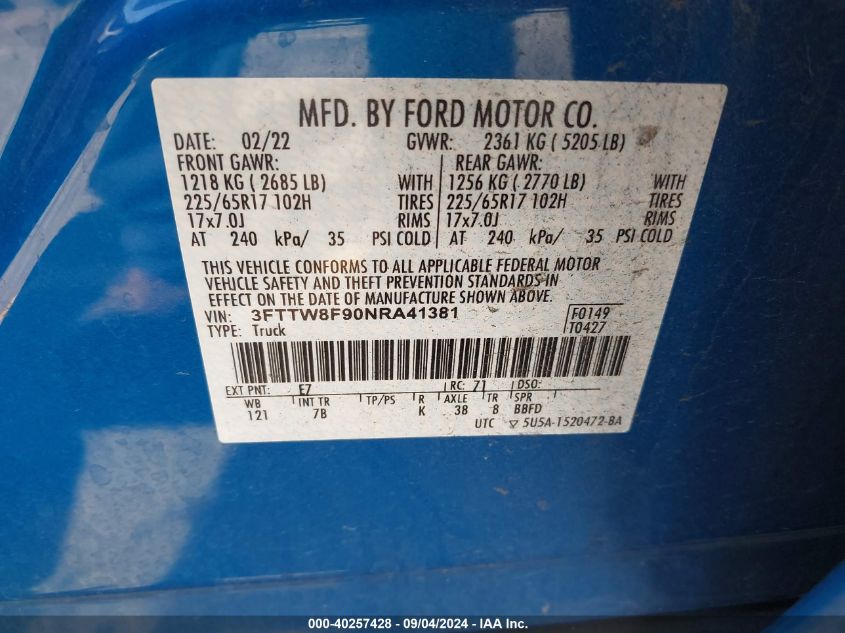 MFD. BY FORD MOTOR CO.
DATE: 02/22 GVWR: 2361 KG ( 5205 LB)
FRONT GAWR: REAR GAWR:
1218 KG ( 2685 LB) WITH 1256 KG ( 2770 LB) WITH
225/65R17 102H TIRES 225/65R17 102H TIRES
17x7.0J RIMS 17x7.0J RIMS
AT 240 kPa/ 35 PSI COLD AT 240 kPa/ 35 PSI COLD
THIS VEHICLE CONFORMS TO ALL APPLICABLE FEDERAL MOTOR
VEHICLE SAFETY AND THEFT PREVENTION STANDARDS IN
EFFECT ON THE DATE OF MANUFACTURE SHOWN ABOVE.
VIN: 3FTTW8F90NRA41381 F0149
TYPE: Truck T0427
EXT PNT: E7 RC: 71 DSO:
WB INT TR TP/PS R AXLE TR SPR
121 7B K 38 8 BBFD
UTC ▽ 5U5A-1520472-BA
000-40257428 - 09/04/2024 - IAAI.COM